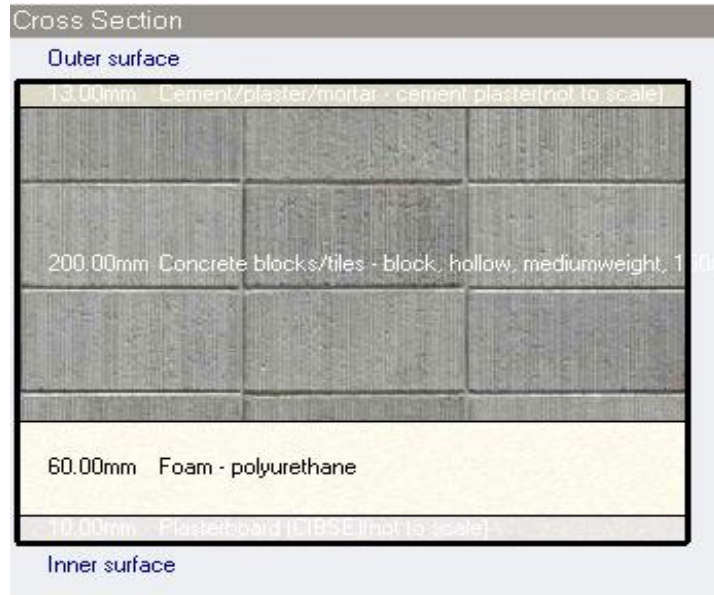 Cross Section
Outer surface
13.00mm Cement/plaster/mortar - cement plaster(not to scale)
200.00mm Concrete blocks/tiles - block, hollow, mediumweight, 150
60.00mm Foam - polyurethane
10.00mm Plasterboard (CIBSE)(not to scale)
Inner surface